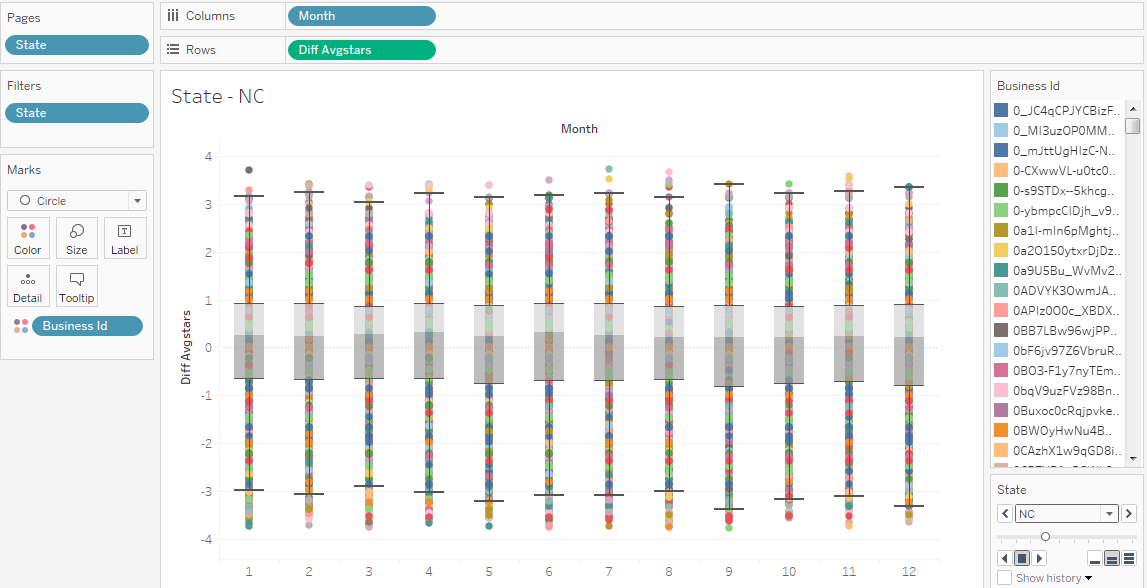 Pages
State
Filters
State
Marks
Circle
Color
Size
Label
Detail
Tooltip
Business Id
Columns
Month
Rows
Diff Avgstars
State - NC
Month
Diff Avgstars
4
3
2
1
0
-1
-2
-3
-4
1 2 3 4 5 6 7 8 9 10 11 12
Business Id
0_JC4qCPJYCBizF..
0_MI3uzOP0MM..
0_mJttUgHIzC-N..
0-CXwwVL-u0tc0..
0-s9STDx--5khcg..
0-ybmpcCIDjh_v9..
0a1I-mIn6pMghtj..
0a2O150ytxrDjDz..
0a9U5Bu_WvMv2..
0ADVYK3OwmJA..
0APIz0O0c_XBDX..
0BB7LBw96wjPP..
0bF6jv97Z6VbruR..
0BO3-F1y7nyTEm..
0bqV9uzFVz98Bn..
0Buxoc0cRqjpvke..
0BWOyHwNu4B..
0CAzhX1w9qGD8i..
State
NC
Show history